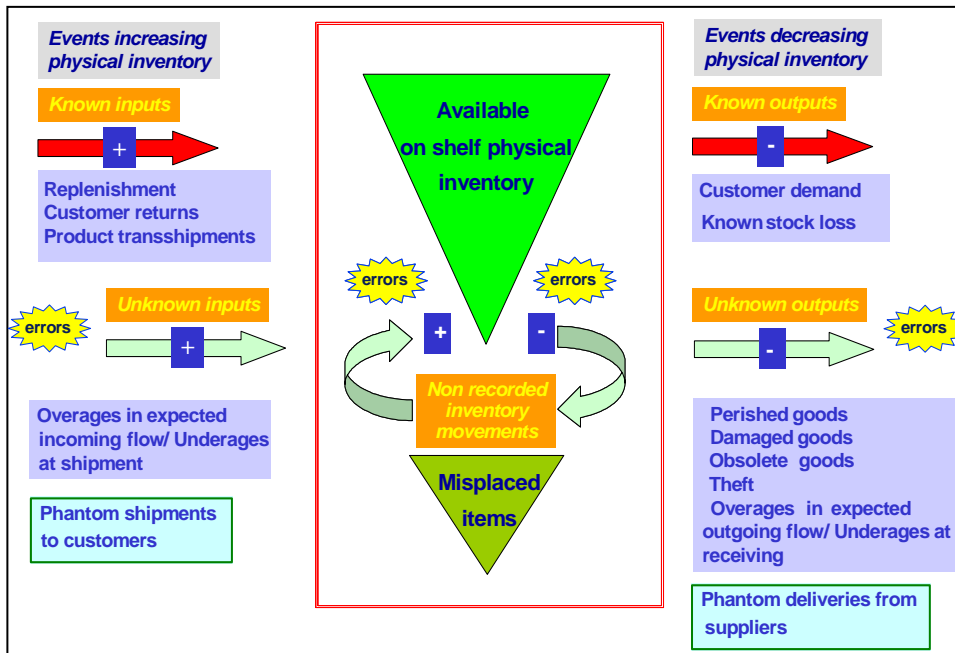 Events increasing
physical inventory
Known inputs
+
Replenishment
Customer returns
Product transshipments
errors
Unknown inputs
+
Overages in expected
incoming flow/ Underages
at shipment
Phantom shipments
to customers
Available
on shelf physical
inventory
errors
errors
+
-
Non recorded
inventory
movements
Misplaced
items
Events decreasing
physical inventory
Known outputs
-
Customer demand
Known stock loss
Unknown outputs
-
errors
Perished goods
Damaged goods
Obsolete goods
Theft
Overages in expected
outgoing flow/ Underages at
receiving
Phantom deliveries from
suppliers